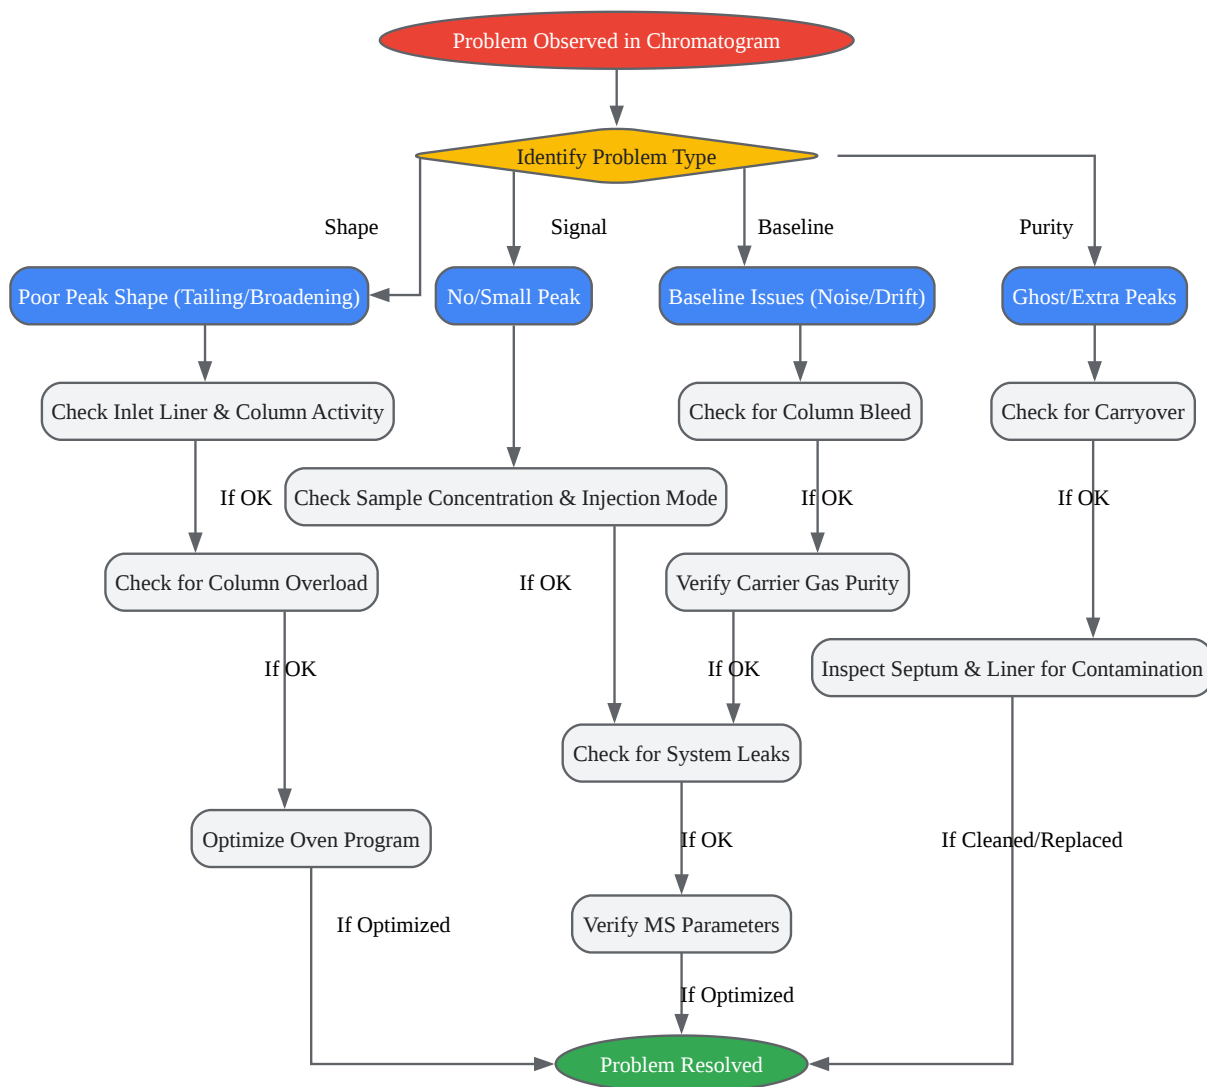 Problem Observed in Chromatogram
Identify Problem Type
Shape
Signal
Baseline
Purity
Poor Peak Shape (Tailing/Broadening)
No/Small Peak
Baseline Issues (Noise/Drift)
Ghost/Extra Peaks
Check Inlet Liner & Column Activity
Check for Column Bleed
Check for Carryover
If OK
Check Sample Concentration & Injection Mode
If OK
If OK
Check for Column Overload
If OK
Verify Carrier Gas Purity
If OK
If OK
Inspect Septum & Liner for Contamination
Check for System Leaks
Optimize Oven Program
If OK
If Cleaned/Replaced
If Optimized
Verify MS Parameters
If Optimized
Problem Resolved